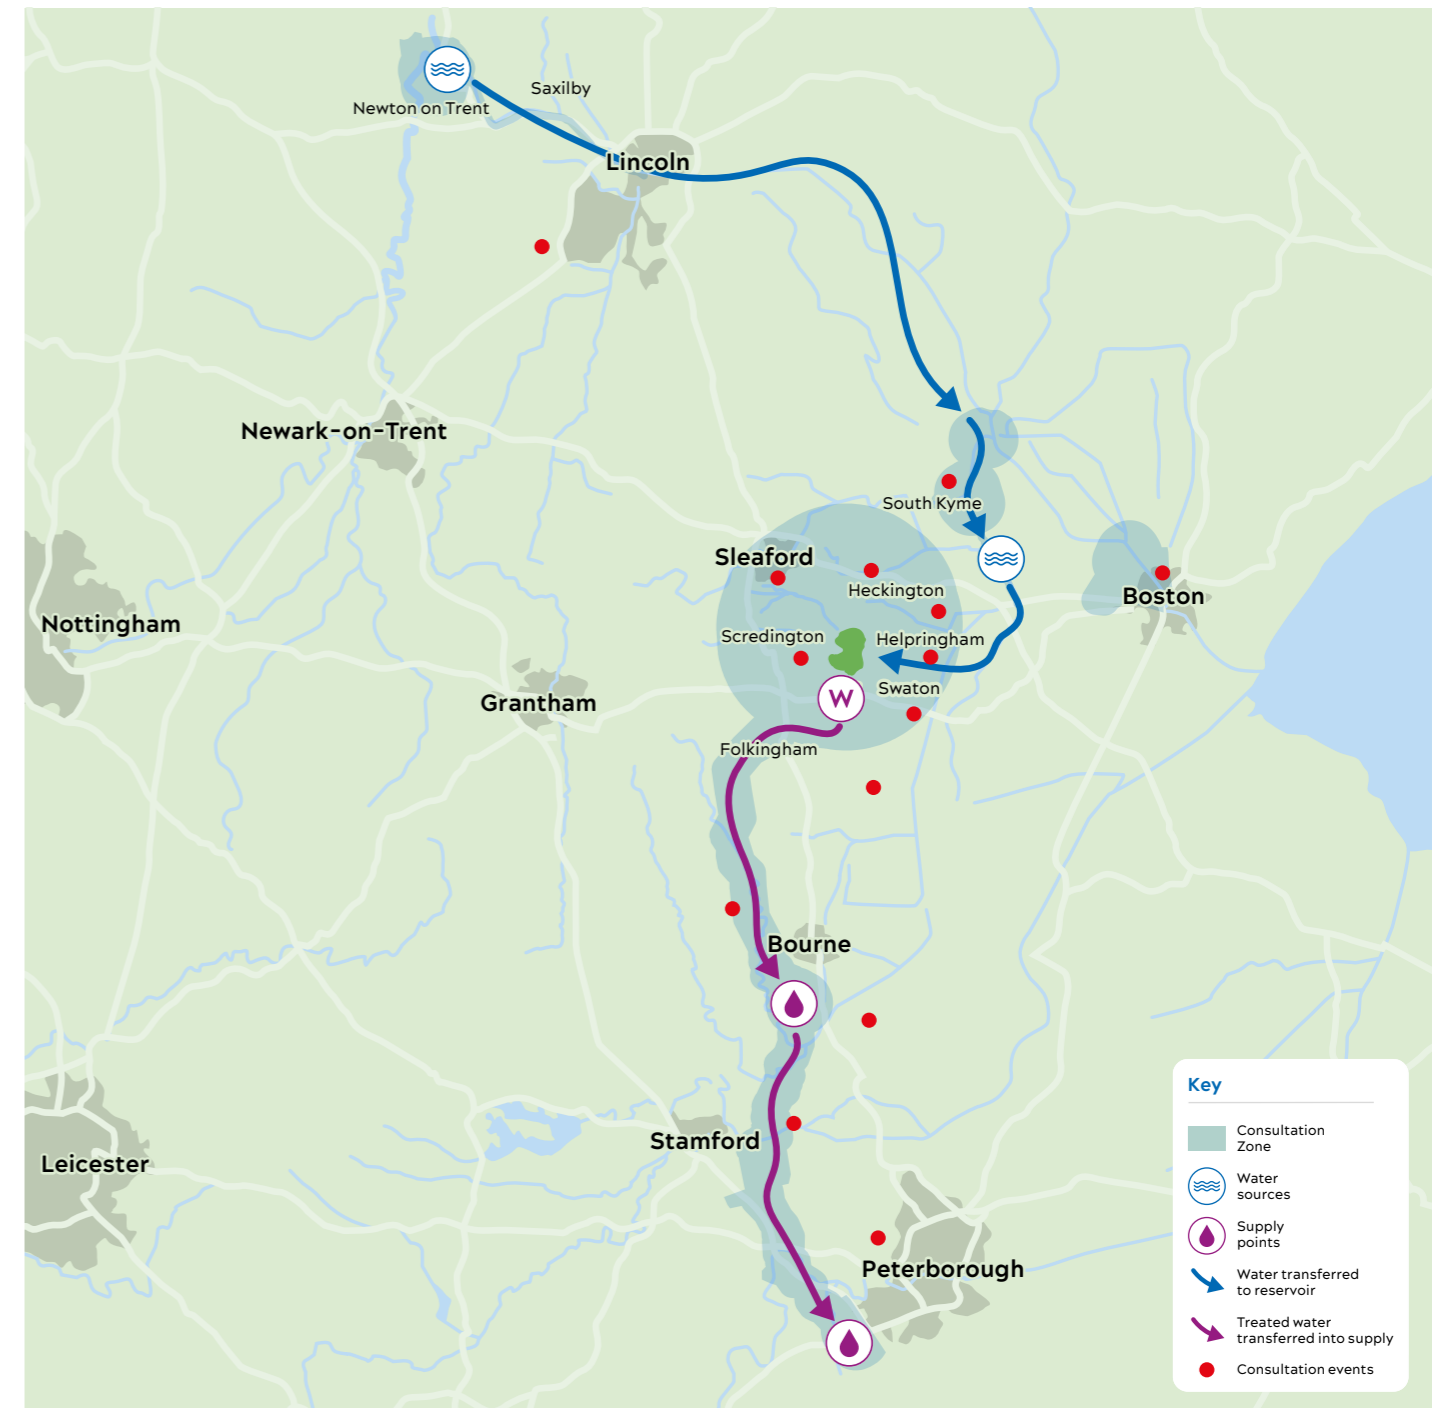 Saxilby
Newton on Trent
Lincoln
Newark-on-Trent
South Kyme
Sleaford
Heckington
Boston
Nottingham
Scredington
Helpringham
Swaton
W
Grantham
Folkingham
Bourne
Stamford
Leicester
Peterborough
Key
Consultation
Zone
Water
sources
Supply
points
Water transferred
to reservoir
Treated water
transferred into supply
Consultation events